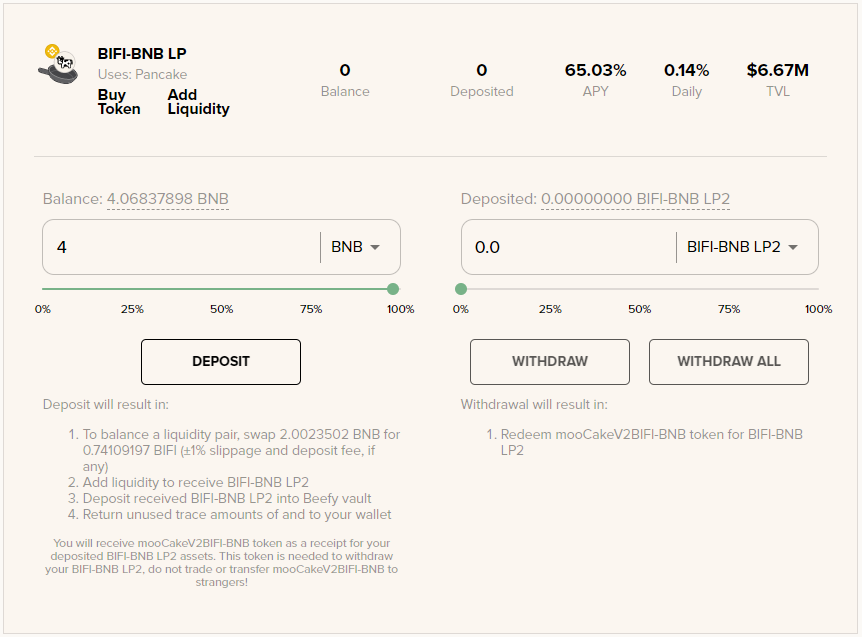 BIFI-BNB LP
Uses: Pancake
Buy Token
Add Liquidity
0
Balance
0
Deposited
65.03%
APY
0.14%
Daily
$6.67M
TVL
Balance: 4.06837898 BNB
4
BNB
0%
25%
50%
75%
100%
DEPOSIT
Deposit will result in:
1. To balance a liquidity pair, swap 2.0023502 BNB for
0.74109197 BIFI (±1% slippage and deposit fee, if
any)
2. Add liquidity to receive BIFI-BNB LP2
3. Deposit received BIFI-BNB LP2 into Beefy vault
4. Return unused trace amounts of and to your wallet
You will receive mooCakeV2BIFI-BNB token as a receipt for your
deposited BIFI-BNB LP2 assets. This token is needed to withdraw
your BIFI-BNB LP2, do not trade or transfer mooCakeV2BIFI-BNB to
strangers!
Deposited: 0.00000000 BIFI-BNB LP2
0.0
BIFI-BNB LP2
0%
25%
50%
75%
100%
WITHDRAW
WITHDRAW ALL
Withdrawal will result in:
1. Redeem mooCakeV2BIFI-BNB token for BIFI-BNB
LP2